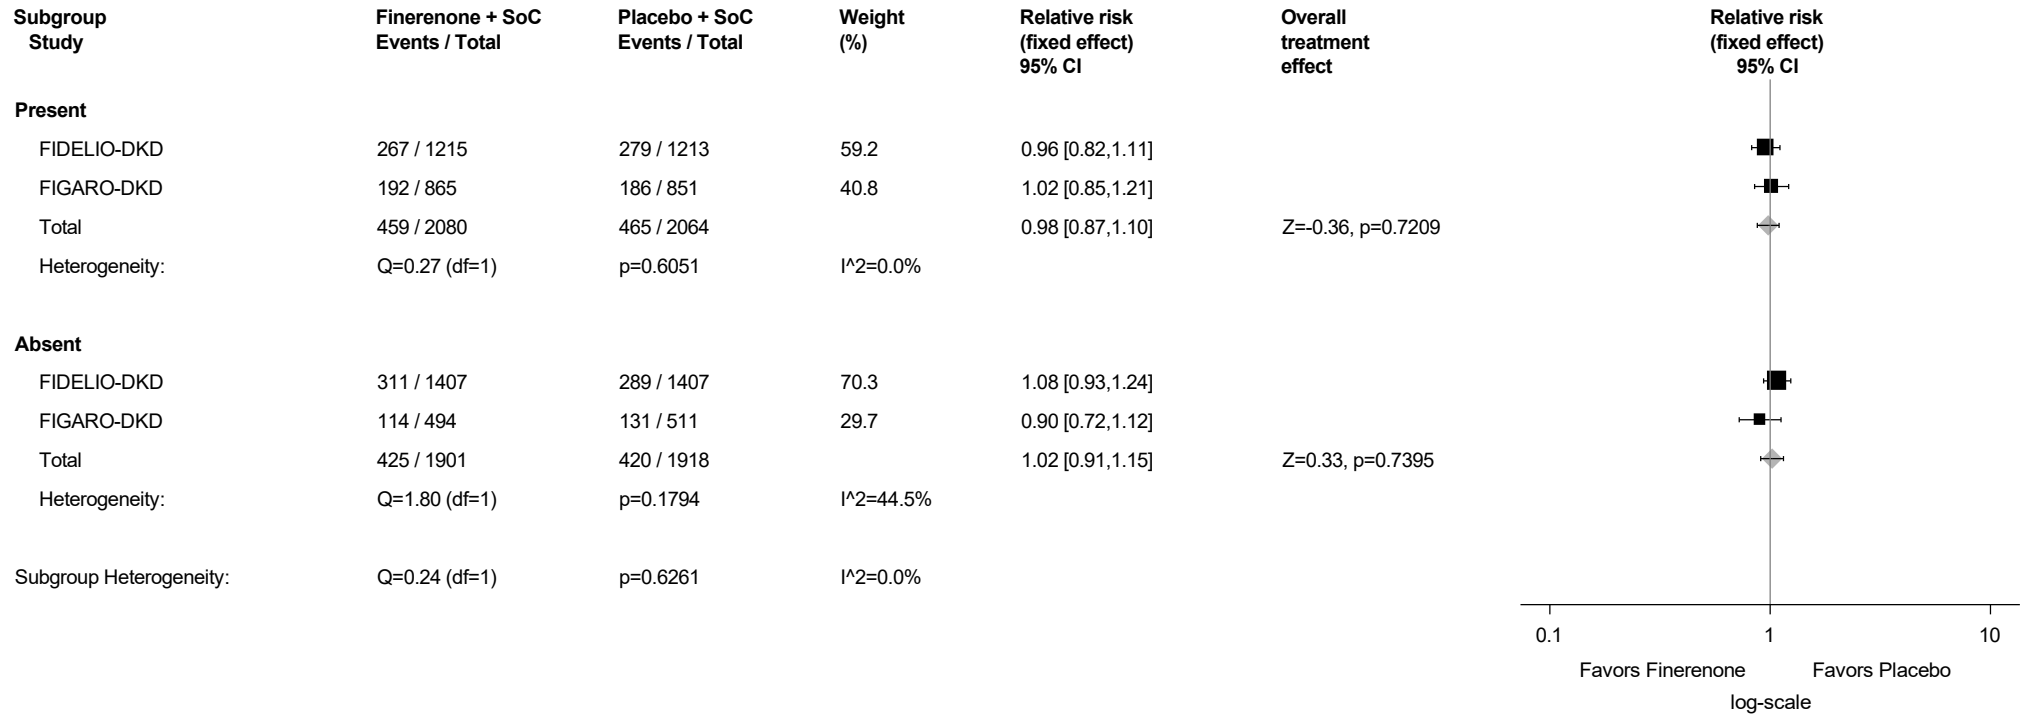 Subgroup Finerenone + SoC Placebo + SoC Weight Relative risk Overall Relative risk
Study Events / Total Events / Total (%) (fixed effect) treatment (fixed effect)
95% CI effect 95% CI
Present
FIDELIO-DKD 267 / 1215 279 / 1213 59.2 0.96 [0.82,1.11]
FIGARO-DKD 192 / 865 186 / 851 40.8 1.02 [0.85,1.21]
Total 459 / 2080 465 / 2064 0.98 [0.87,1.10] Z=-0.36, p=0.7209
Heterogeneity: Q=0.27 (df=1) p=0.6051 I^2=0.0%
Absent
FIDELIO-DKD 311 / 1407 289 / 1407 70.3 1.08 [0.93,1.24]
FIGARO-DKD 114 / 494 131 / 511 29.7 0.90 [0.72,1.12]
Total 425 / 1901 420 / 1918 1.02 [0.91,1.15] Z=0.33, p=0.7395
Heterogeneity: Q=1.80 (df=1) p=0.1794 I^2=44.5%
Subgroup Heterogeneity: Q=0.24 (df=1) p=0.6261 I^2=0.0%
0.1 1 10
Favors Finerenone Favors Placebo
log-scale